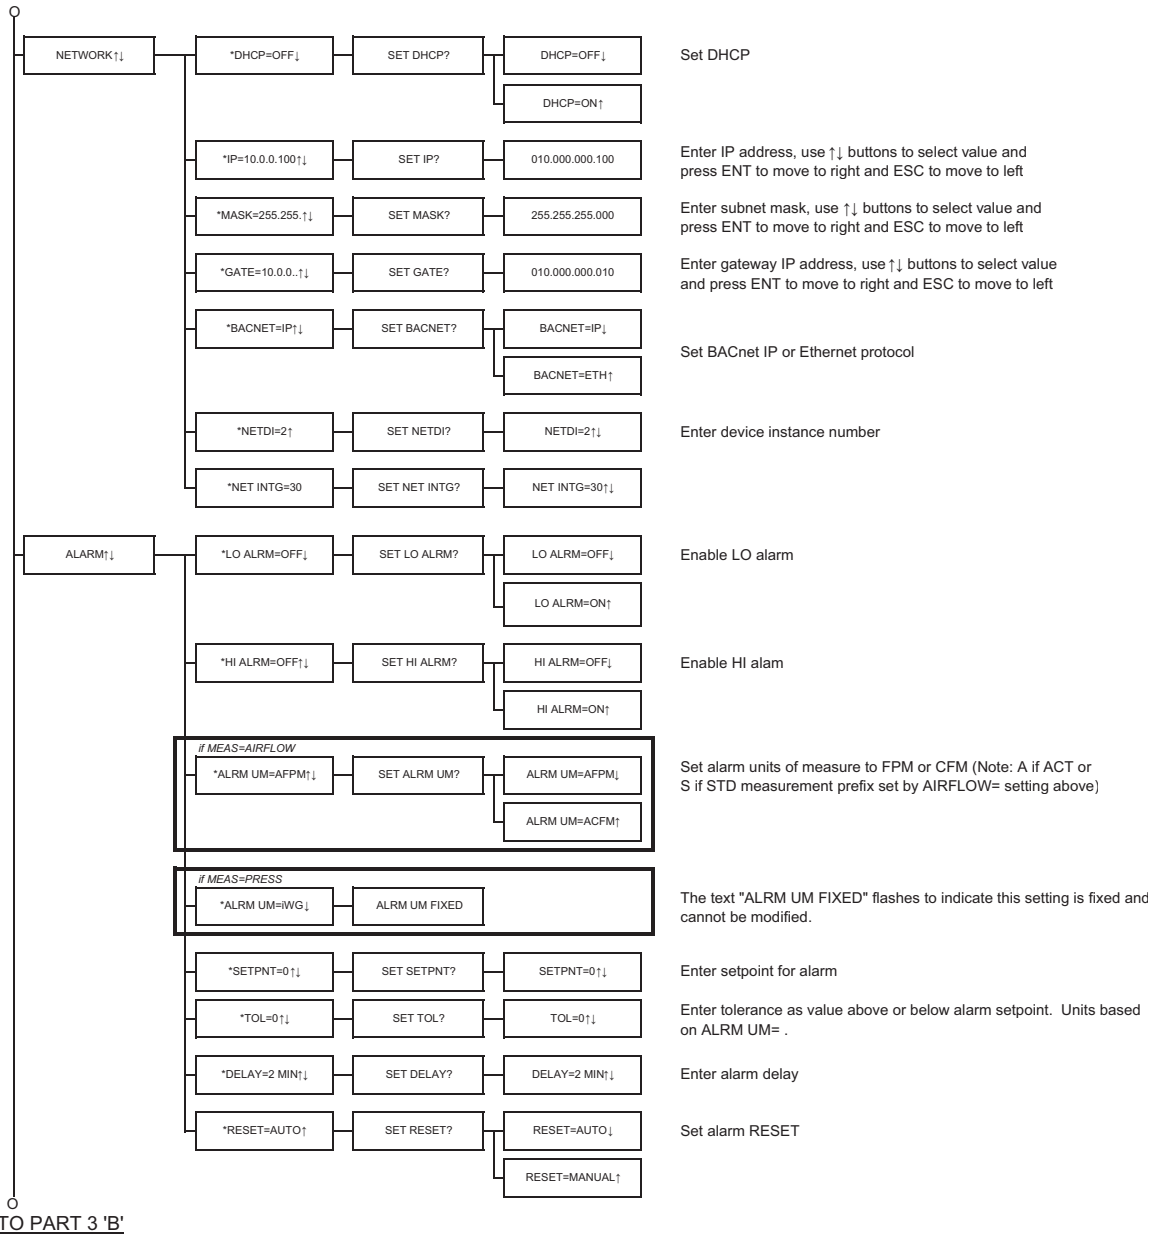 O
NETWORK↑↓ *DHCP=OFF↓ SET DHCP? DHCP=OFF↓ Set DHCP
DHCP=ON↑
*IP=10.0.0.100↑↓ SET IP? 010.000.000.100 Enter IP address, use ↑↓ buttons to select value and
press ENT to move to right and ESC to move to left
*MASK=255.255.↑↓ SET MASK? 255.255.255.000 Enter subnet mask, use ↑↓ buttons to select value and
press ENT to move to right and ESC to move to left
*GATE=10.0.0..↑↓ SET GATE? 010.000.000.010 Enter gateway IP address, use ↑↓ buttons to select value
and press ENT to move to right and ESC to move to left
*BACNET=IP↑↓ SET BACNET? BACNET=IP↓
Set BACnet IP or Ethernet protocol
BACNET=ETH↑
*NETDI=2↑ SET NETDI? NETDI=2↑↓ Enter device instance number
*NET INTG=30 SET NET INTG? NET INTG=30↑↓
ALARM↑↓ *LO ALRM=OFF↓ SET LO ALRM? LO ALRM=OFF↓ Enable LO alarm
LO ALRM=ON↑
*HI ALRM=OFF↑↓ SET HI ALRM? HI ALRM=OFF↓ Enable HI alam
HI ALRM=ON↑
if MEAS=AIRFLOW
*ALRM UM=AFPM↑↓ SET ALRM UM? ALRM UM=AFPM↓ Set alarm units of measure to FPM or CFM (Note: A if ACT or
S if STD measurement prefix set by AIRFLOW= setting above)
ALRM UM=ACFM↑
if MEAS=PRESS
*ALRM UM=iWG↓ ALRM UM FIXED The text "ALRM UM FIXED" flashes to indicate this setting is fixed and
cannot be modified.
*SETPNT=0↑↓ SET SETPNT? SETPNT=0↑↓ Enter setpoint for alarm
*TOL=0↑↓ SET TOL? TOL=0↑↓ Enter tolerance as value above or below alarm setpoint. Units based
on ALRM UM= .
*DELAY=2 MIN↑↓ SET DELAY? DELAY=2 MIN↑↓ Enter alarm delay
*RESET=AUTO↑ SET RESET? RESET=AUTO↓ Set alarm RESET
RESET=MANUAL↑
O
TO PART 3 'B'